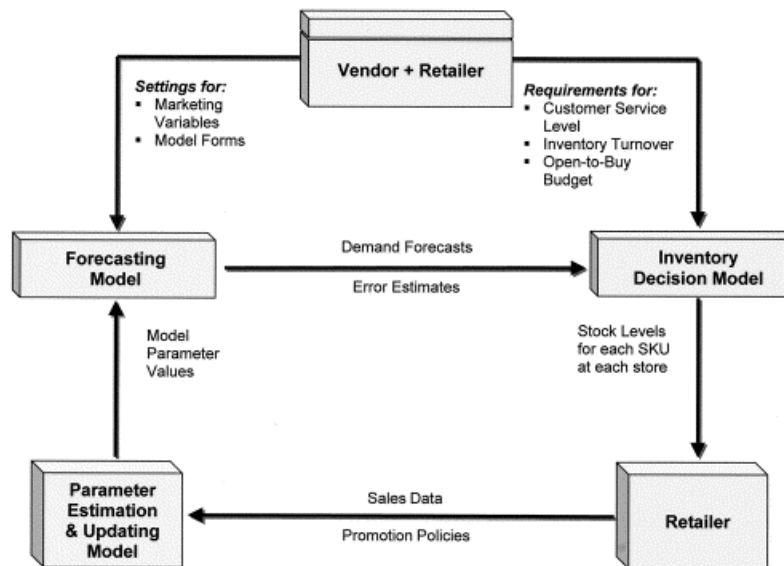 Vendor + Retailer
Settings for:
▪ Marketing
Variables
▪ Model Forms
Requirements for:
▪ Customer Service
Level
▪ Inventory Turnover
▪ Open-to-Buy
Budget
Forecasting
Model
Demand Forecasts
Error Estimates
Inventory
Decision Model
Model
Parameter
Values
Stock Levels
for each SKU
at each store
Parameter
Estimation
& Updating
Model
Sales Data
Promotion Policies
Retailer